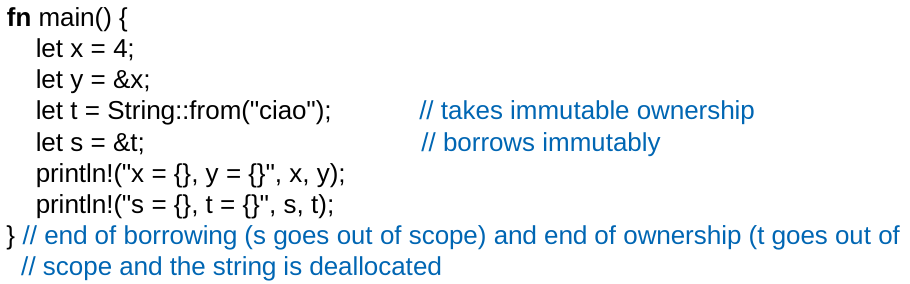 fn main() {
let x = 4;
let y = &x;
let t = String::from("ciao"); // takes immutable ownership
let s = &t; // borrows immutably
println!("x = {}, y = {}", x, y);
println!("s = {}, t = {}", s, t);
} // end of borrowing (s goes out of scope) and end of ownership (t goes out of
// scope and the string is deallocated